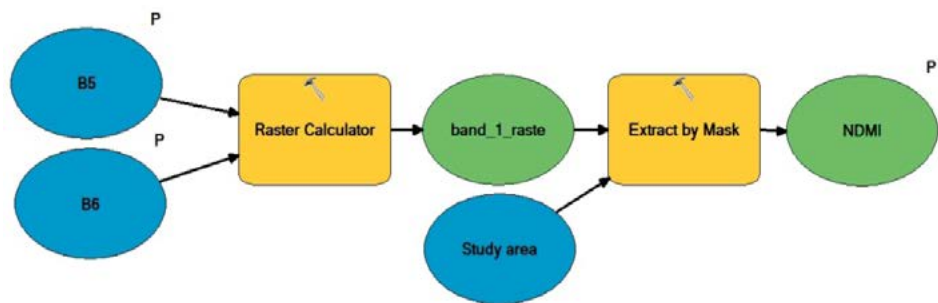 P
B5
P
B6
Raster Calculator
band_1_raste
Extract by Mask
Study area
P
NDMI